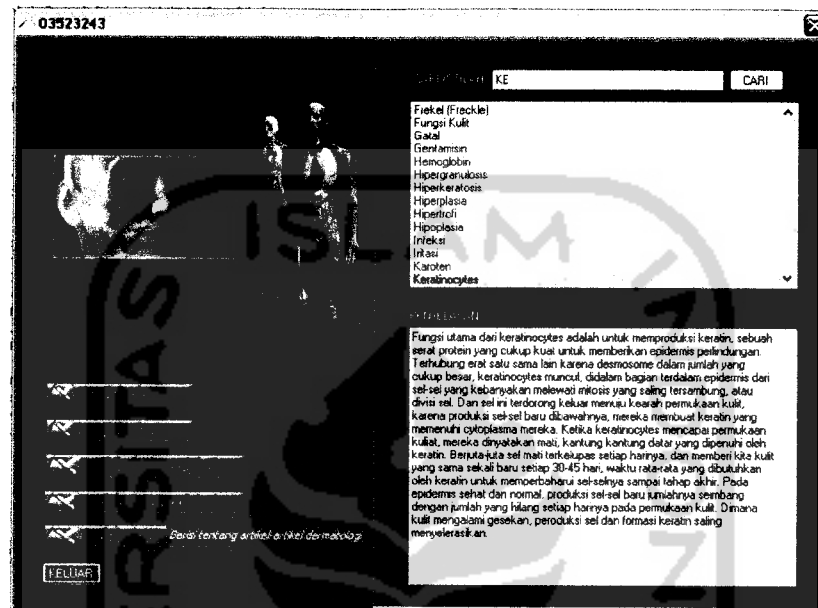 03523243
KE
CARI
Frekel (Freckle)
Fungsi Kulit
Gatal
Gentamisin
Hemoglobin
Hipergranulosis
Hiperkeratosis
Hiperplasia
Hipertrofi
Hipoplasia
Infeksi
Iritasi
Karoten
Keratinocytes
PENJELASAN
Fungsi utama dari keratinocytes adalah untuk memproduksi keratin, sebuah
serat protein yang cukup kuat untuk memberikan epidermis perlindungan.
Terhubung erat satu sama lain karena desmosome dalam jumlah yang
cukup besar, keratinocytes muncul, didalam bagian terdalam epidermis dari
sel-sel yang kebanyakan melewati mitosis yang saling tersambung, atau
divisi sel. Dan sel ini terdorong keluar menuju kearah permukaan kulit,
karena produksi sel-sel baru dibawahnya, mereka membuat keratin yang
memenuhi cytoplasma mereka. Ketika keratinocytes mencapai permukaan
kuliat, mereka dinyatakan mati, kantung kantung datar yang dipenuhi oleh
keratin. Berjuta-juta sel mati terkelupas setiap harinya, dan memberi kita kulit
yang sama sekali baru setiap 30-45 hari, waktu rata-rata yang dibutuhkan
oleh keratin untuk memperbaharui sel-selnya sampai tahap akhir. Pada
epidermis sehat dan normal, produksi sel-sel baru jumlahnya seimbang
dengan jumlah yang hilang setiap harinya pada permukaan kulit. Dimana
kulit mengalami gesekan, peroduksi sel dan formasi keratin saling
menyelerasikan.
Berisi tentang artikel-artikel dermatologi
KELUAR
ISLAM